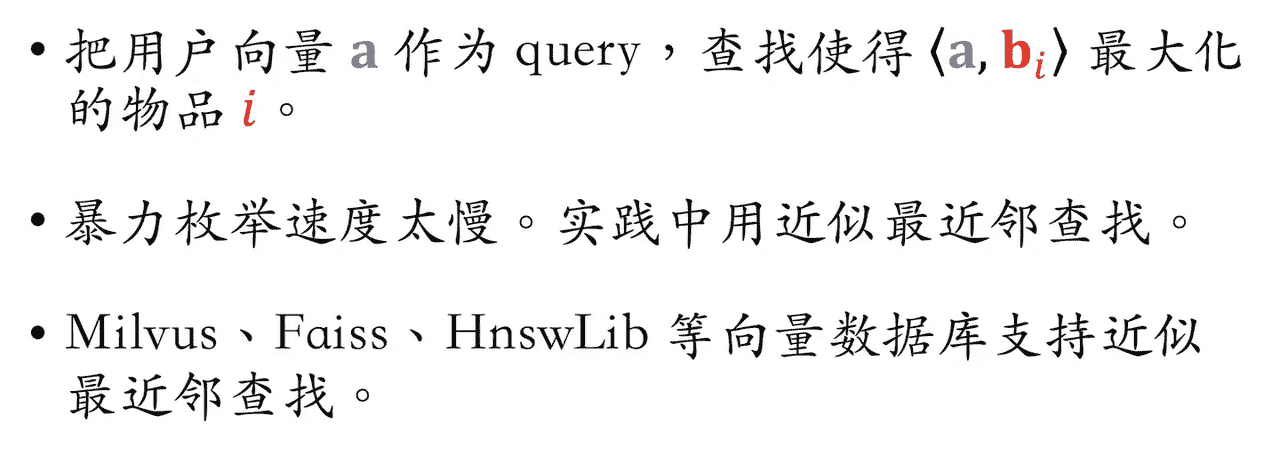 • 把用户向量 a 作为 query，查找使得 ⟨a, bᵢ⟩ 最大化
的物品 i。
• 暴力枚举速度太慢。实践中用近似最近邻查找。
• Milvus、Faiss、HnswLib 等向量数据库支持近似
最近邻查找。